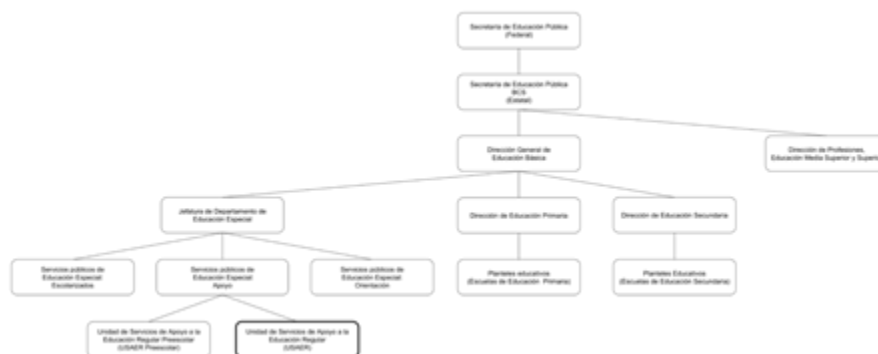 Secretaría de Educación Pública
(Federal)
Secretaría de Educación Pública
BCS
(Estatal)
Dirección General de
Educación Básica
Dirección de Profesiones,
Educación Media Superior y Superior
Jefatura de Departamento de
Educación Especial
Dirección de Educación Primaria
Dirección de Educación Secundaria
Servicios públicos de
Educación Especial
Escolarizados
Servicios públicos de
Educación Especial
Apoyo
Servicios públicos de
Educación Especial
Orientación
Planteles educativos
(Escuelas de Educación Primaria)
Planteles Educativos
(Escuelas de Educación Secundaria)
Unidad de Servicios de Apoyo a la
Educación Regular Preescolar
(USAER Preescolar)
Unidad de Servicios de Apoyo a la
Educación Regular
(USAER)